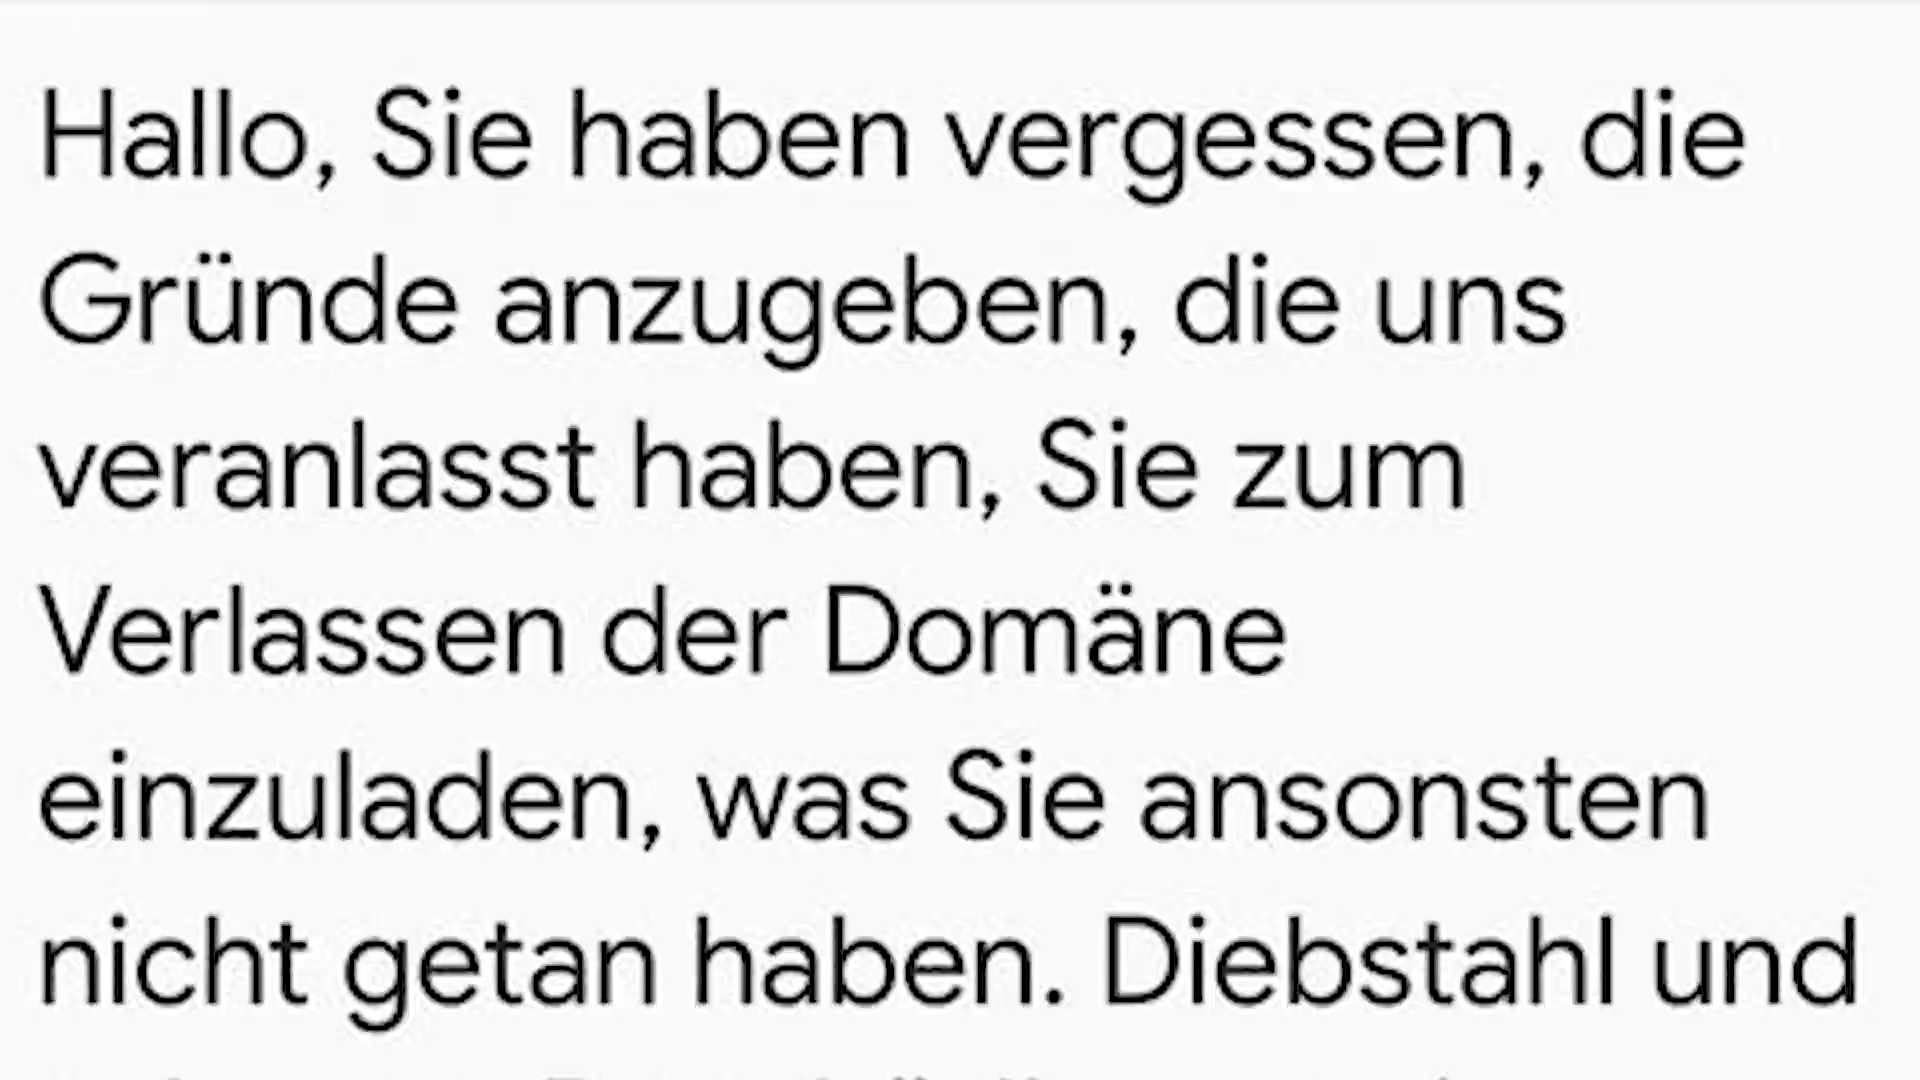 Hallo, Sie haben vergessen, die
Gründe anzugeben, die uns
veranlasst haben, Sie zum
Verlassen der Domäne
einzuladen, was Sie ansonsten
nicht getan haben. Diebstahl und